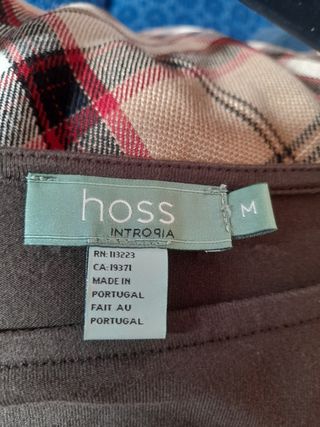 hoss
INTROPIA
M
RN: 113223
CA: 19371
MADE IN
PORTUGAL
FAIT AU
PORTUGAL